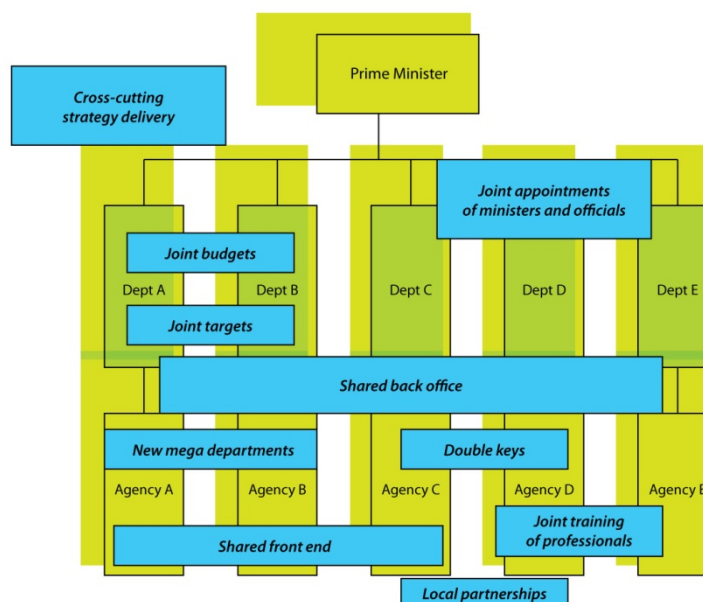 Prime Minister
Cross-cutting
strategy delivery
Joint appointments
of ministers and officials
Joint budgets
Dept A
Dept B
Dept C
Dept D
Dept E
Joint targets
Shared back office
New mega departments
Double keys
Agency A
Agency B
Agency C
Agency D
Agency E
Joint training
of professionals
Shared front end
Local partnerships